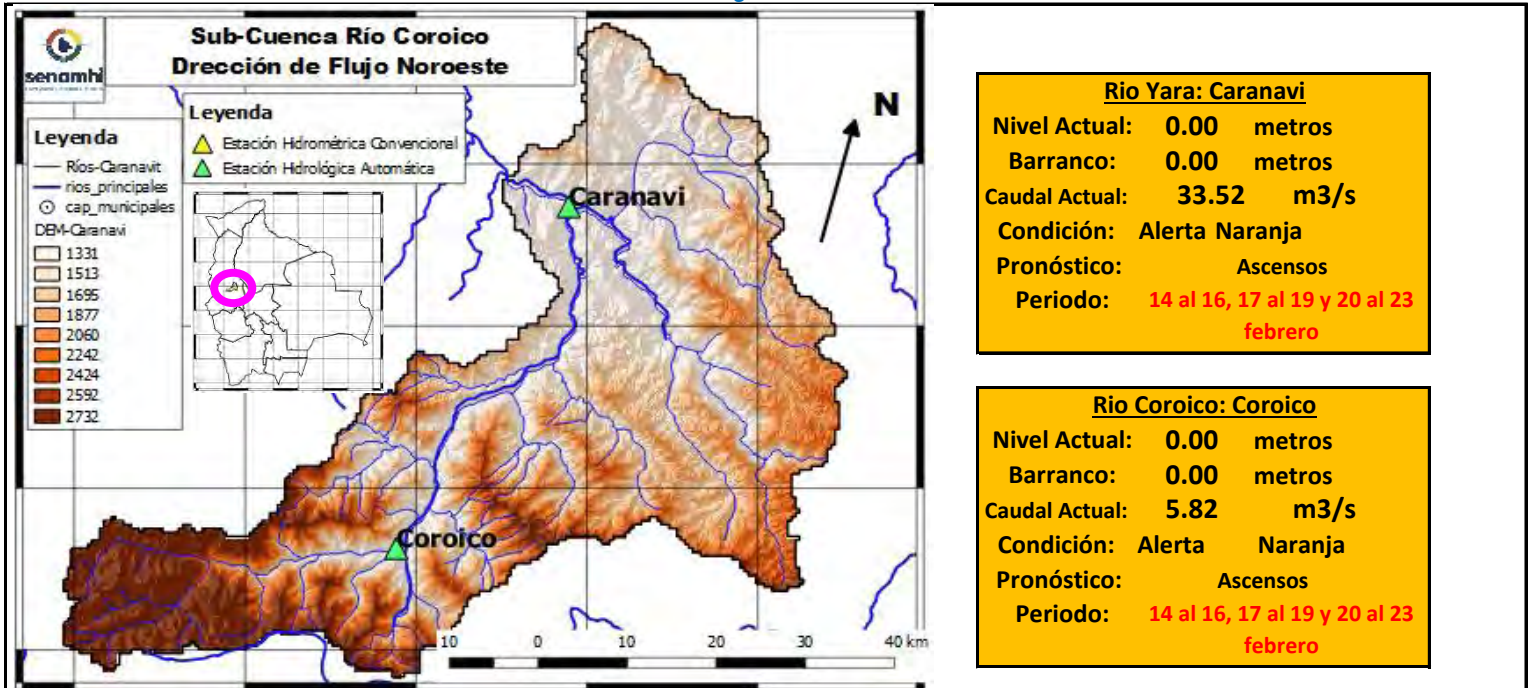 Sub-Cuenca Río Coroico
Drección de Flujo Noroeste
senamhi
Leyenda
Estación Hidrométrica Convencional
Estación Hidrológica Automática
Leyenda
Ríos-Caranavit
rios_principales
cap_municipales
DEM-Caranavi
1331
1513
1695
1877
2060
2242
2424
2592
2732
N
Caranavi
Coroico
10 0 10 20 30 40 km
Rio Yara: Caranavi
Nivel Actual: 0.00 metros
Barranco: 0.00 metros
Caudal Actual: 33.52 m3/s
Condición: Alerta Naranja
Pronóstico: Ascensos
Periodo: 14 al 16, 17 al 19 y 20 al 23
febrero
Rio Coroico: Coroico
Nivel Actual: 0.00 metros
Barranco: 0.00 metros
Caudal Actual: 5.82 m3/s
Condición: Alerta Naranja
Pronóstico: Ascensos
Periodo: 14 al 16, 17 al 19 y 20 al 23
febrero